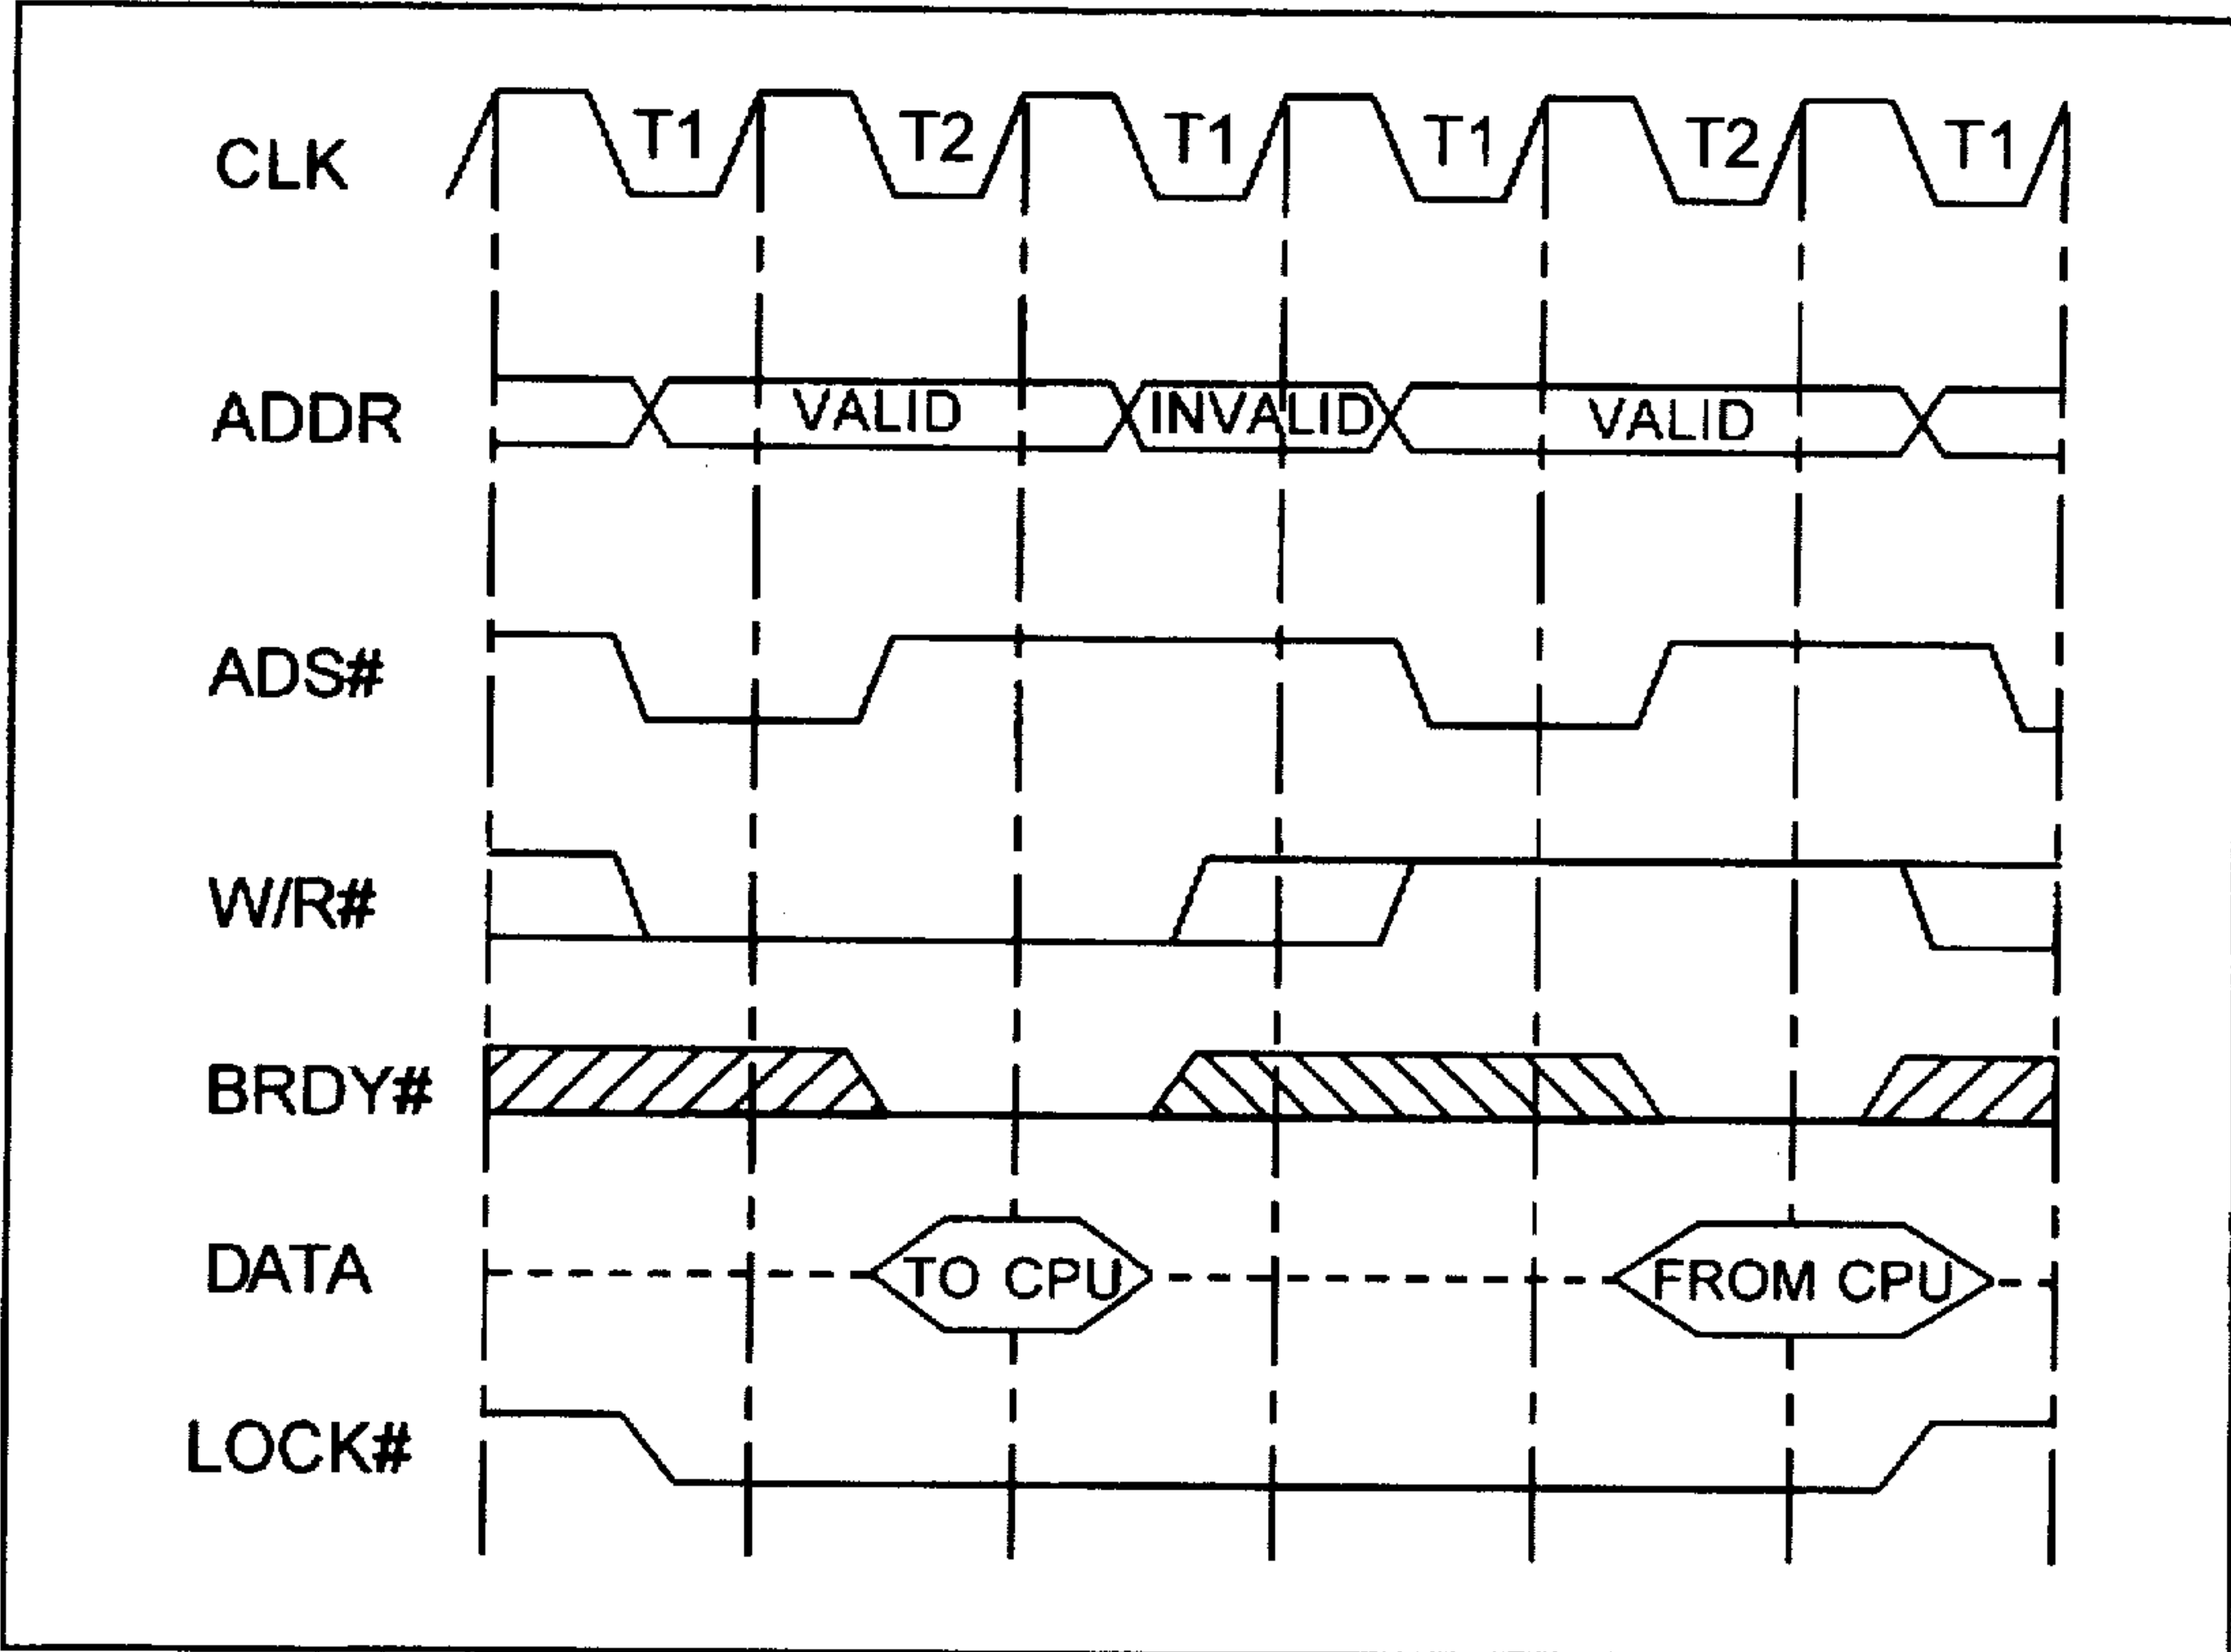 CLK T1 T2 T1 T1 T2 T1
ADDR VALID INVALID VALID
ADS#
W/R#
BRDY#
DATA TO CPU FROM CPU
LOCK#